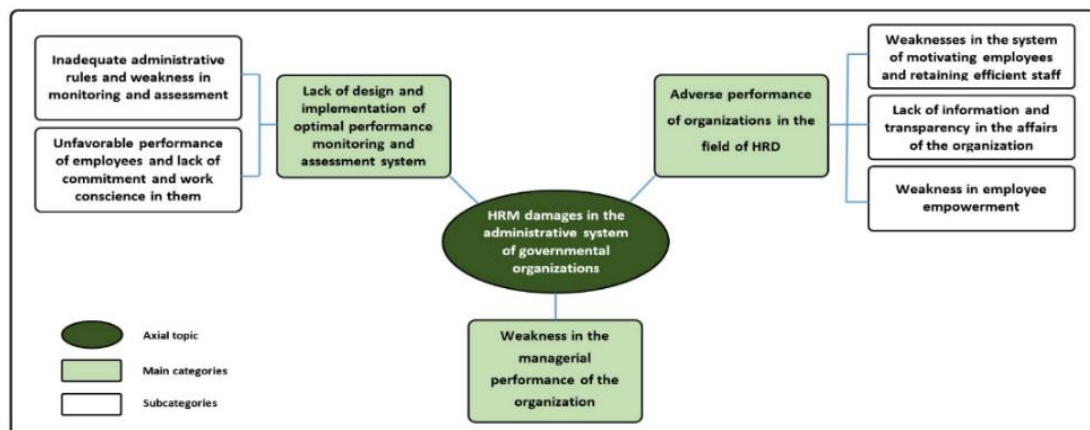 Inadequate administrative
rules and weakness in
monitoring and assessment
Unfavorable performance
of employees and lack of
commitment and work
conscience in them
Lack of design and
implementation of
optimal performance
monitoring and
assessment system
Adverse performance
of organizations in the
field of HRD
Weaknesses in the system
of motivating employees
and retaining efficient staff
Lack of information and
transparency in the affairs
of the organization
Weakness in employee
empowerment
HRM damages in the
administrative system
of governmental
organizations
Weakness in the
managerial
performance of the
organization
Axial topic
Main categories
Subcategories